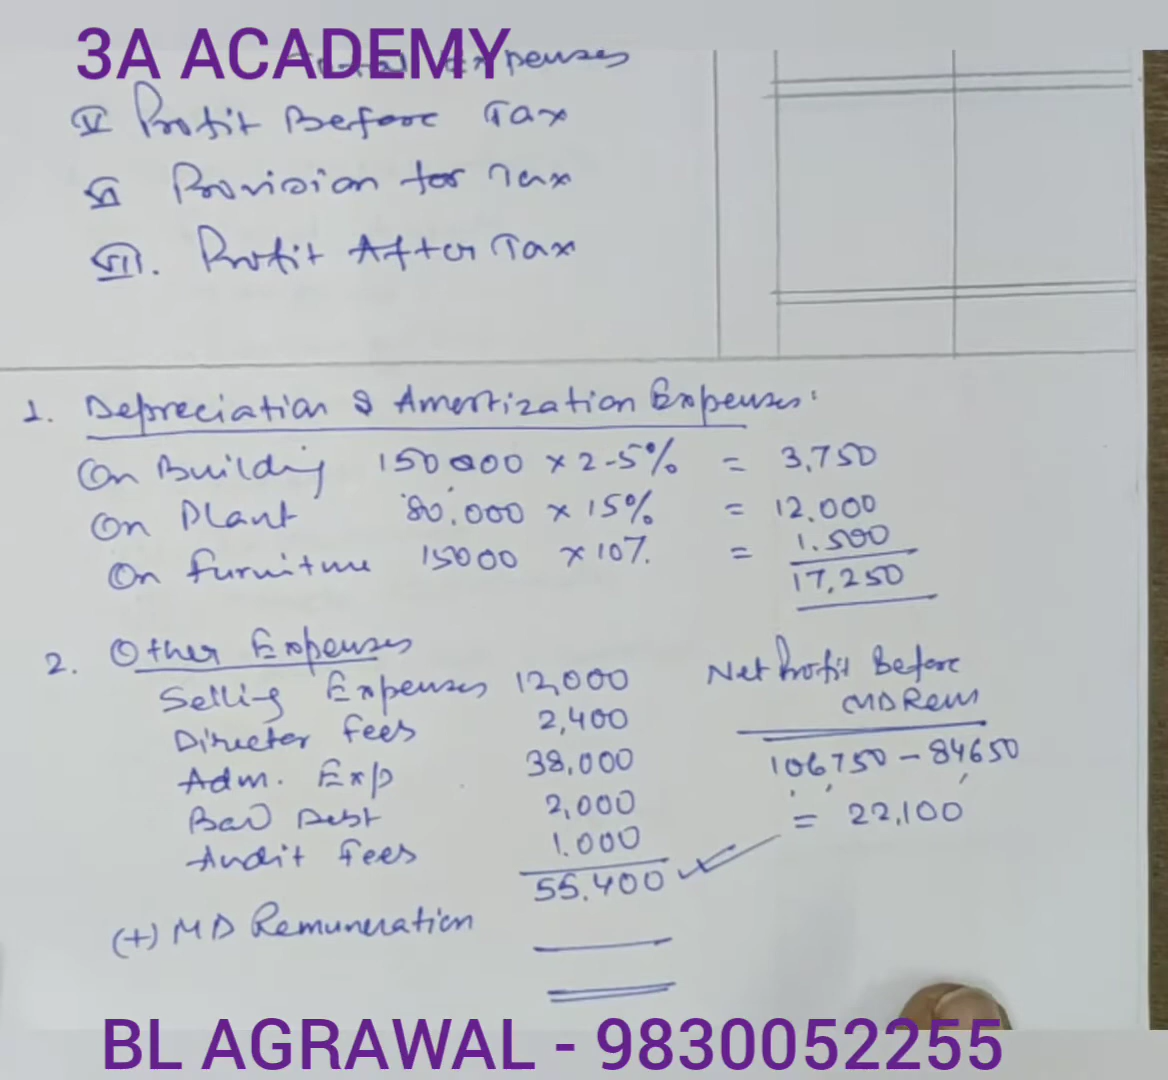 3A ACADEMY
Total Expenses
V Profit Before Tax
VI Provision for Tax
VII. Profit After Tax
1. Depreciation & Amortization Expenses:
On Building 150000 × 2-5% = 3,750
On Plant 80,000 × 15% = 12,000
On furniture 15000 × 10%. = 1,500
17,250
2. Other Expenses
Selling Expenses 12,000
Director Fees 2,400
Adm. Exp 38,000
Bad Debt 2,000
Audit Fees 1,000
55,400
(+) MD Remuneration
Net Profit Before
MD Rem
106750 - 84650
= 22,100
BL AGRAWAL - 9830052255